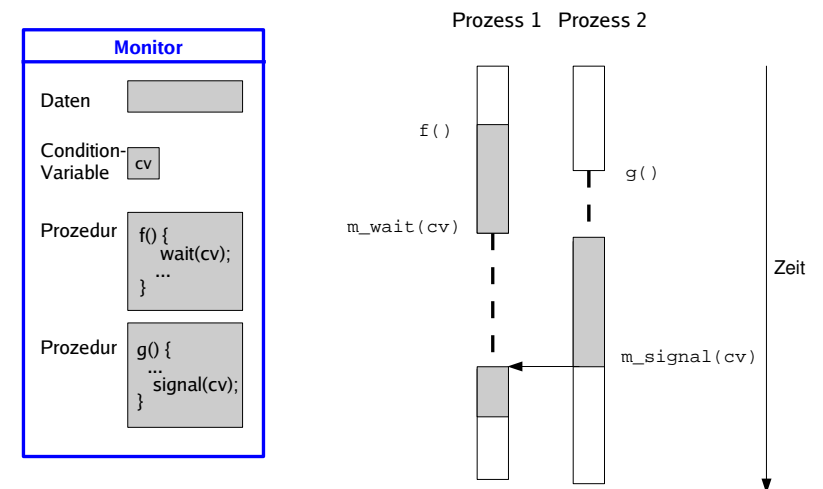 Monitor
Daten
Condition-
Variable
cv
Prozedur
f() {
wait(cv);
...
}
Prozedur
g() {
...
signal(cv);
}
Prozess 1
Prozess 2
f()
g()
m_wait(cv)
m_signal(cv)
Zeit